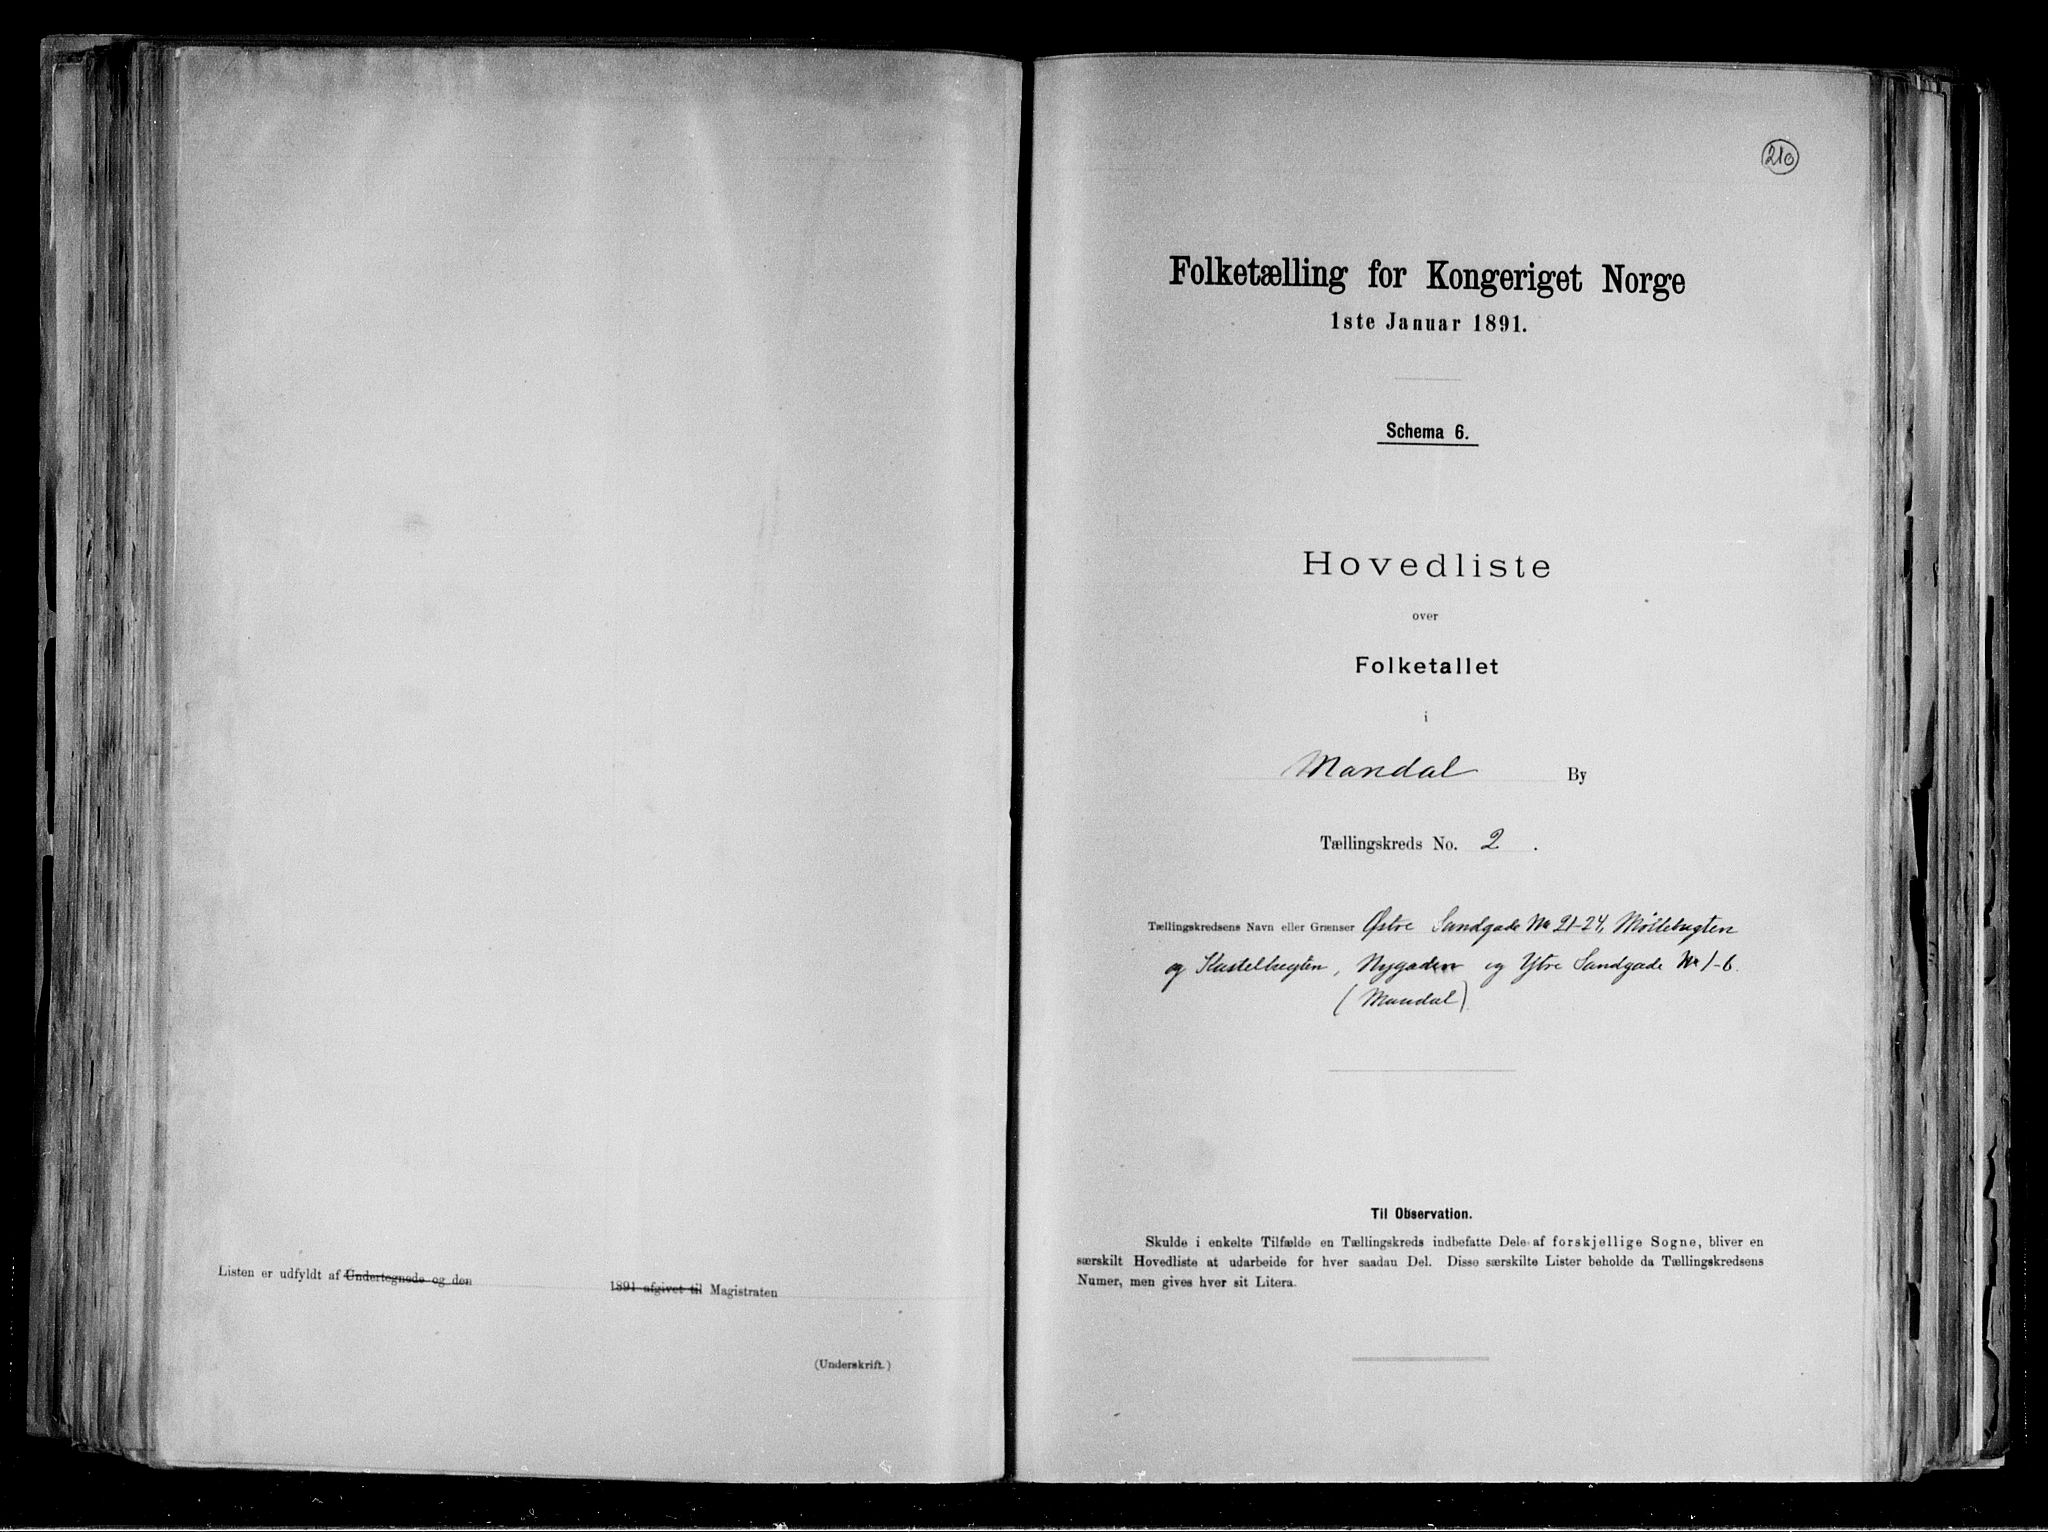 Listen er udfyldt af Undertegnede og den 1891 afgivet til Magistraten
(Underskrift.)
210
Folketælling for Kongeriget Norge
1ste Januar 1891.
Schema 6.
Hovedliste
over
Folketallet
i
Mandal By
Tællingskreds No. 2.
Tællingskredsens Navn eller Grænser Østre Sandgade No 21-24, Möllebugten
og Kastelbugten, Nygaden og Ytre Sandgade No 1-6.
(Mandal)
Til Observation.
Skulde i enkelte Tilfælde en Tællingskreds indbefatte Dele af forskjellige Sogne, bliver en
særskilt Hovedliste at udarbeide for hver saadan Del. Disse særskilte Lister beholde da Tællingskredsens
Numer, men gives hver sit Litera.